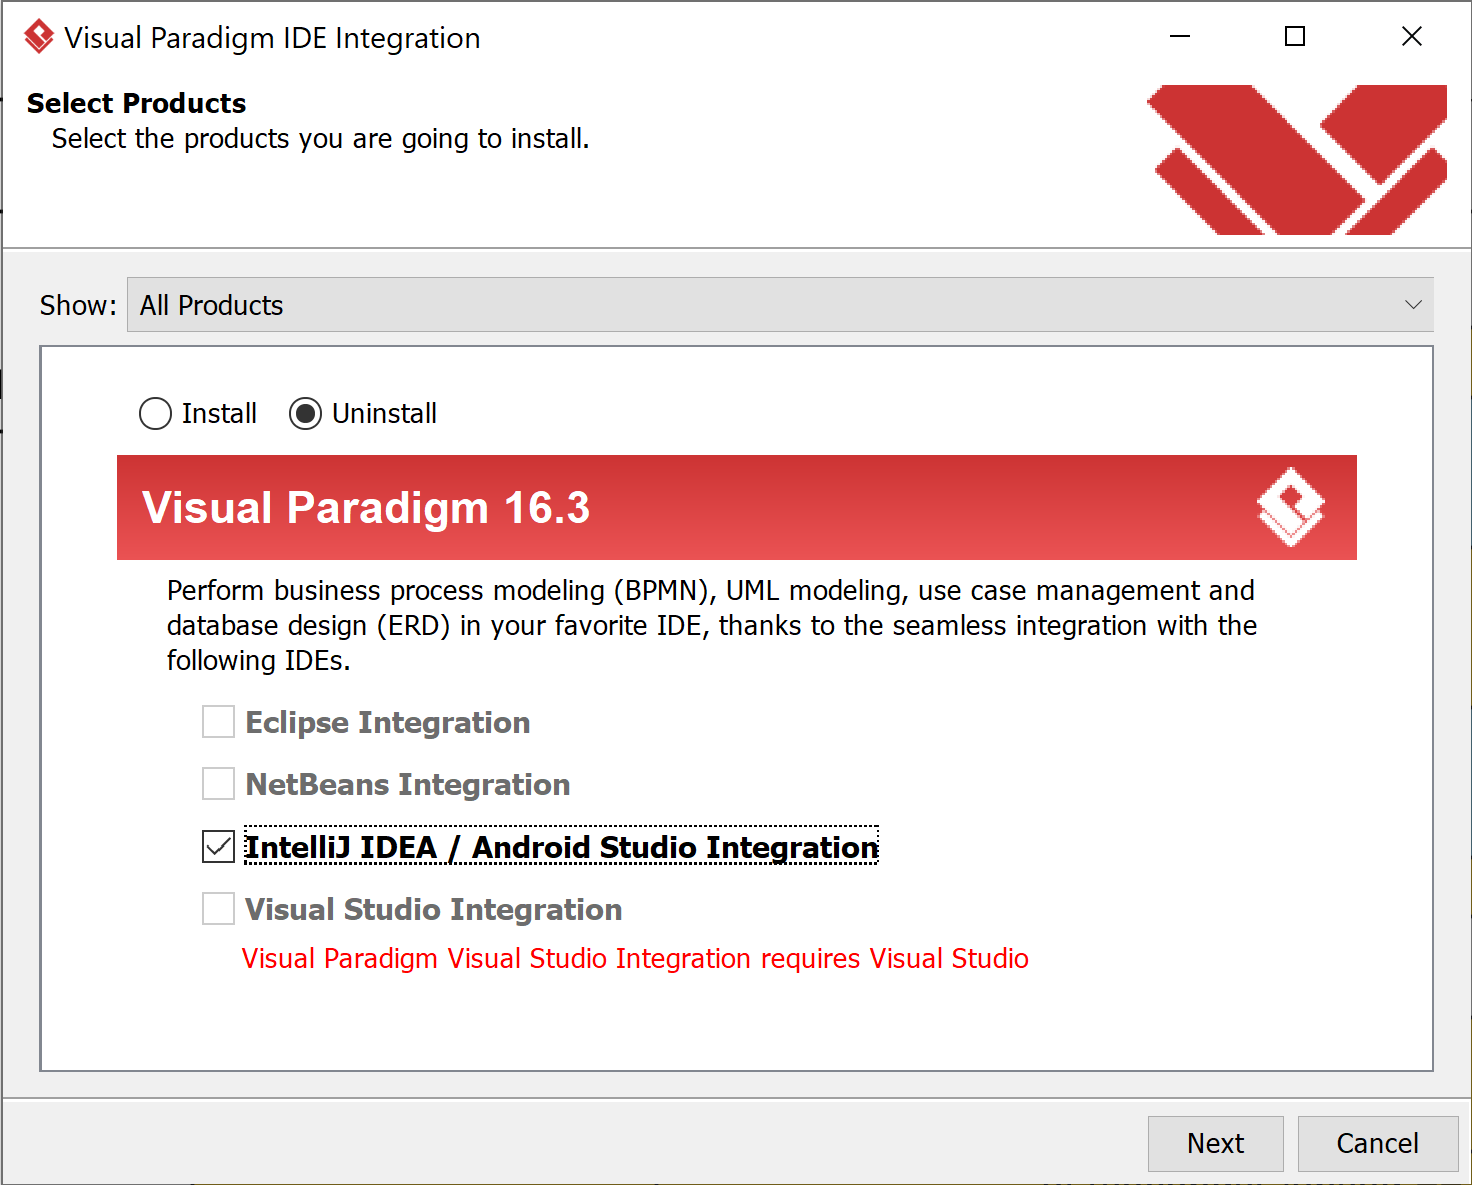 Visual Paradigm IDE Integration
Select Products
Select the products you are going to install.
Show: All Products
Install Uninstall
Visual Paradigm 16.3
Perform business process modeling (BPMN), UML modeling, use case management and
database design (ERD) in your favorite IDE, thanks to the seamless integration with the
following IDEs.
Eclipse Integration
NetBeans Integration
IntelliJ IDEA / Android Studio Integration
Visual Studio Integration
Visual Paradigm Visual Studio Integration requires Visual Studio
Next Cancel